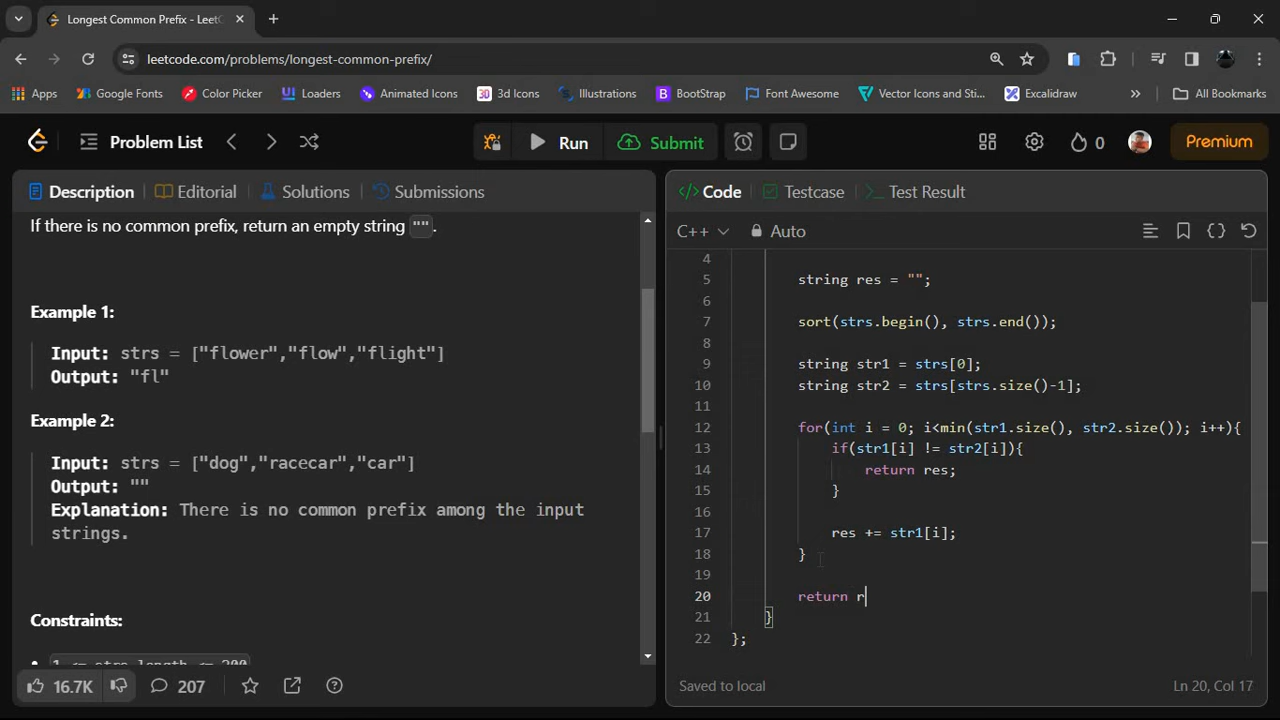 Longest Common Prefix - LeetC
leetcode.com/problems/longest-common-prefix/
Apps Google Fonts Color Picker Loaders Animated Icons 3d Icons Illustrations BootStrap Font Awesome Vector Icons and Sti... Excalidraw » All Bookmarks
Problem List Run Submit 0 Premium
Description Editorial Solutions Submissions
If there is no common prefix, return an empty string "".
Example 1:
Input: strs = ["flower","flow","flight"]
Output: "fl"
Example 2:
Input: strs = ["dog","racecar","car"]
Output: ""
Explanation: There is no common prefix among the input
strings.
Constraints:
1 <= strs.length <= 200
16.7K 207
</> Code Testcase >_ Test Result
C++ Auto
4
5 string res = "";
6
7 sort(strs.begin(), strs.end());
8
9 string str1 = strs[0];
10 string str2 = strs[strs.size()-1];
11
12 for(int i = 0; i<min(str1.size(), str2.size()); i++){
13 if(str1[i] != str2[i]){
14 return res;
15 }
16
17 res += str1[i];
18 }
19
20 return r
21 }
22 };
Saved to local Ln 20, Col 17